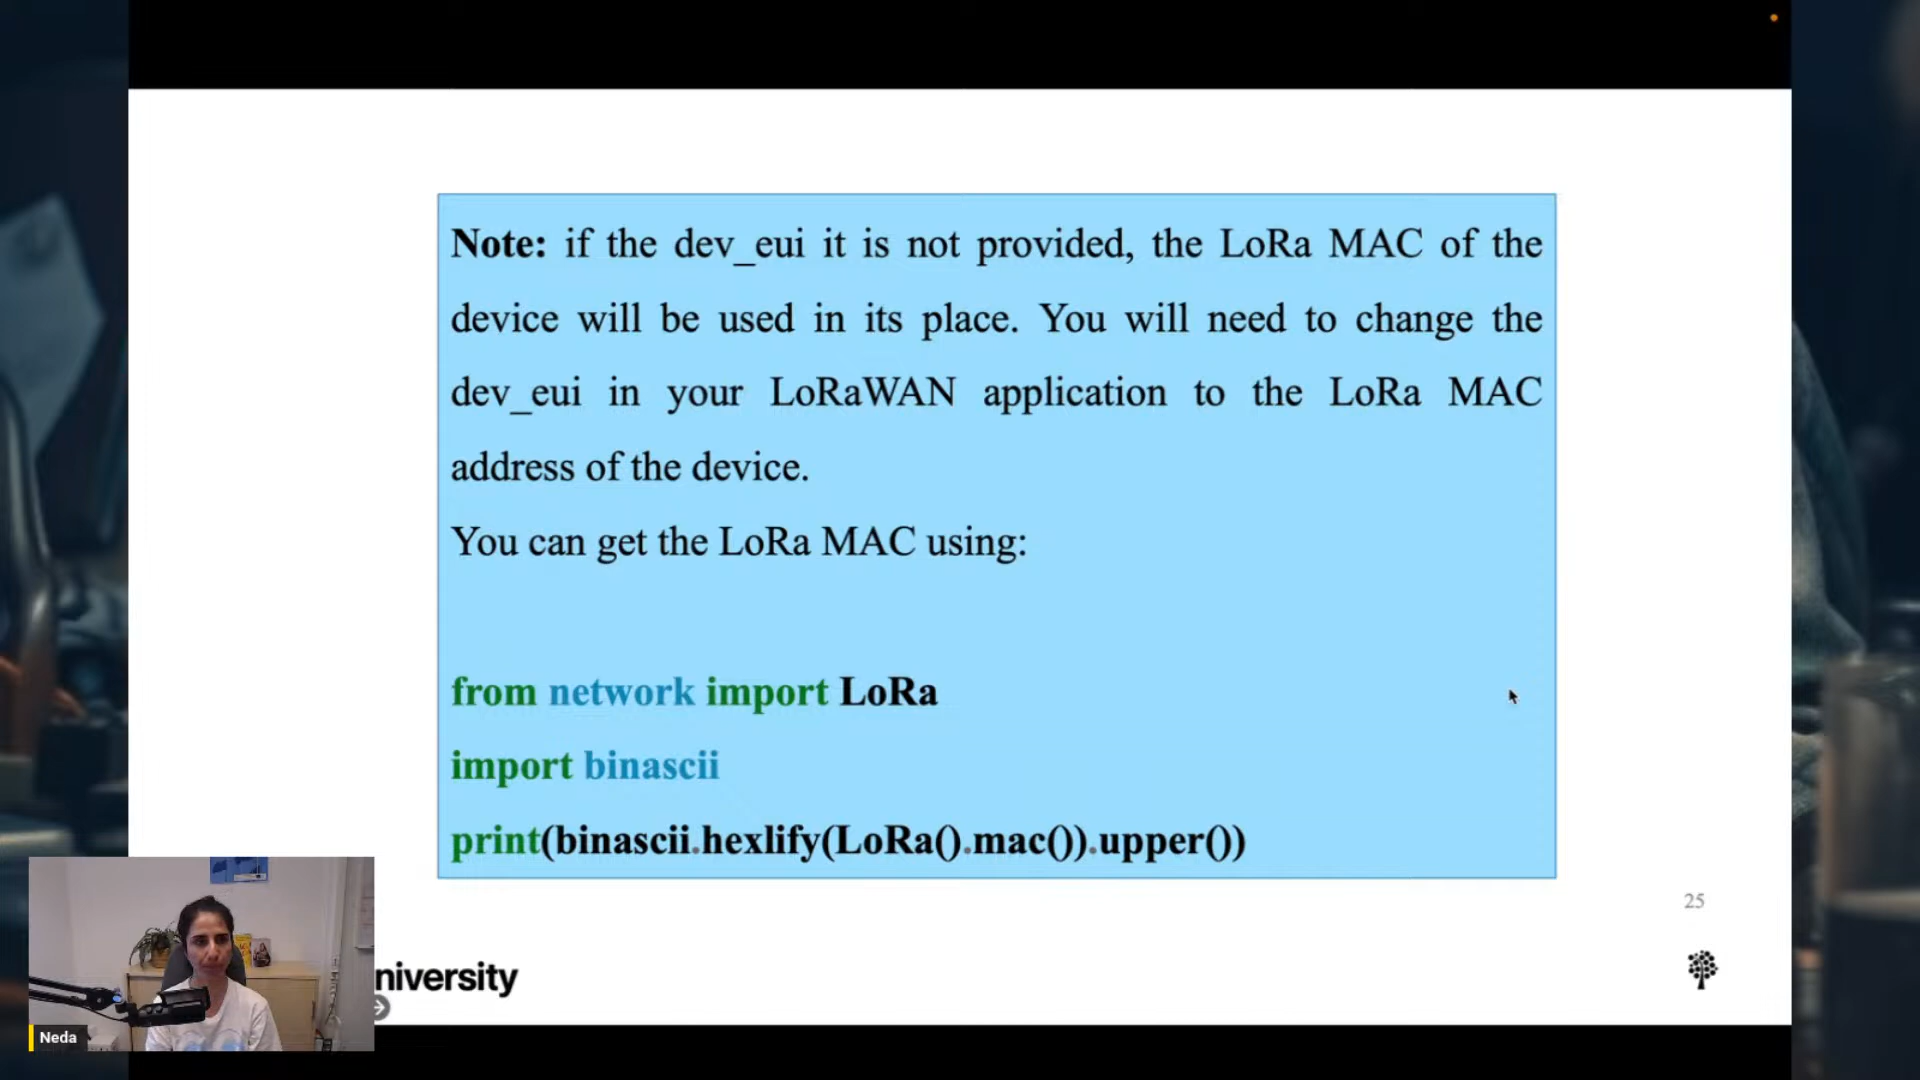 Note: if the dev_eui it is not provided, the LoRa MAC of the
device will be used in its place. You will need to change the
dev_eui in your LoRaWAN application to the LoRa MAC
address of the device.
You can get the LoRa MAC using:
from network import LoRa
import binascii
print(binascii.hexlify(LoRa().mac()).upper())
25
niversity
Neda